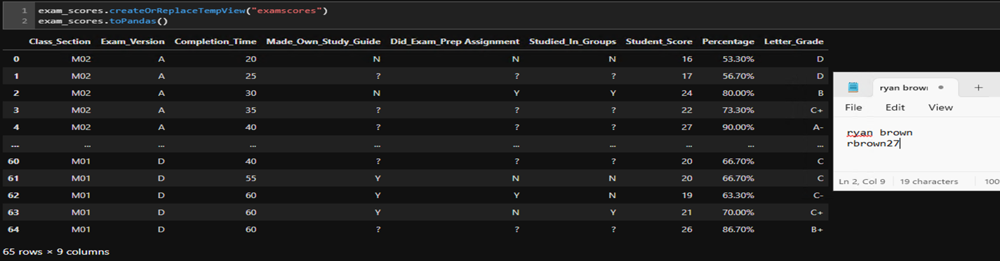 1 exam_scores.createOrReplaceTempView("examscores")
2 exam_scores.toPandas()
Class_Section Exam_Version Completion_Time Made_Own_Study_Guide Did_Exam_Prep Assignment Studied_In_Groups Student_Score Percentage Letter_Grade
0 M02 A 20 N N N 16 53.30% D
1 M02 A 25 ? ? ? 17 56.70% D
2 M02 A 30 N Y Y 24 80.00% B
3 M02 A 35 ? ? ? 22 73.30% C+
4 M02 A 40 ? ? ? 27 90.00% A-
... ... ... ... ... ... ... ... ... ...
60 M01 D 40 ? ? ? 20 66.70% C
61 M01 D 55 Y N N 20 66.70% C
62 M01 D 60 Y Y N 19 63.30% C-
63 M01 D 60 Y N Y 21 70.00% C+
64 M01 D 60 ? ? ? 26 86.70% B+
65 rows × 9 columns
ryan brown
File Edit View
ryan brown
rbrown27
Ln 2, Col 9 19 characters 100